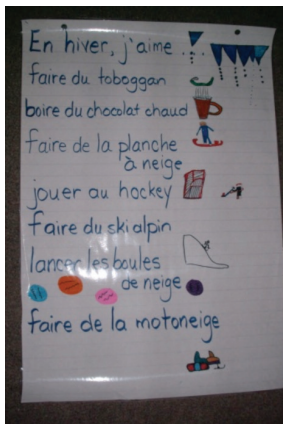 En hiver, j'aime...
faire du toboggan
boire du chocolat chaud
faire de la planche
à neige
jouer au hockey
faire du ski alpin
lancer les boules
de neige
faire de la motoneige